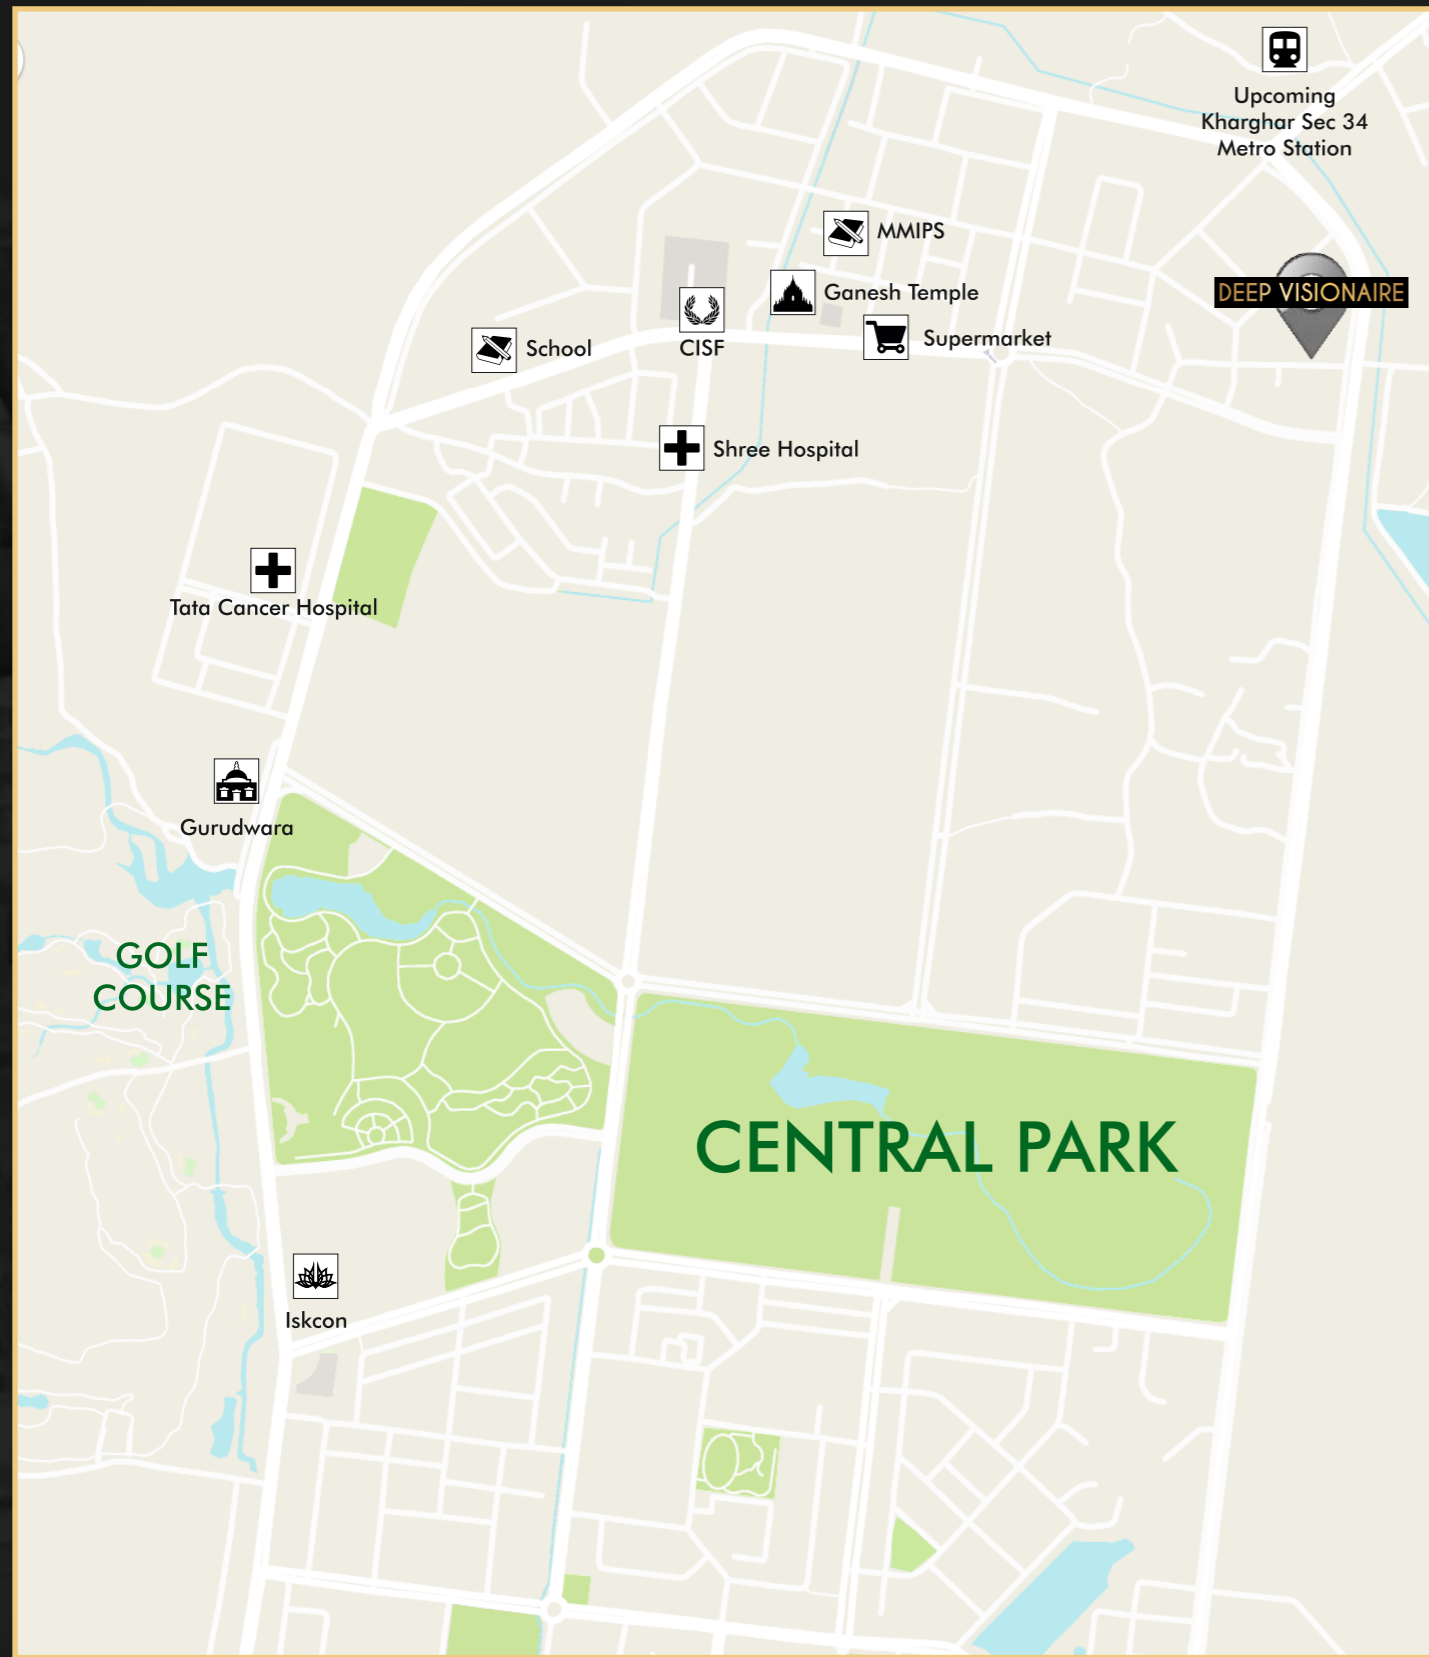 Upcoming
Kharghar Sec 34
Metro Station
MMIPS
DEEP VISIONAIRE
Ganesh Temple
Supermarket
School
CISF
Shree Hospital
Tata Cancer Hospital
Gurudwara
GOLF
COURSE
CENTRAL PARK
Iskcon